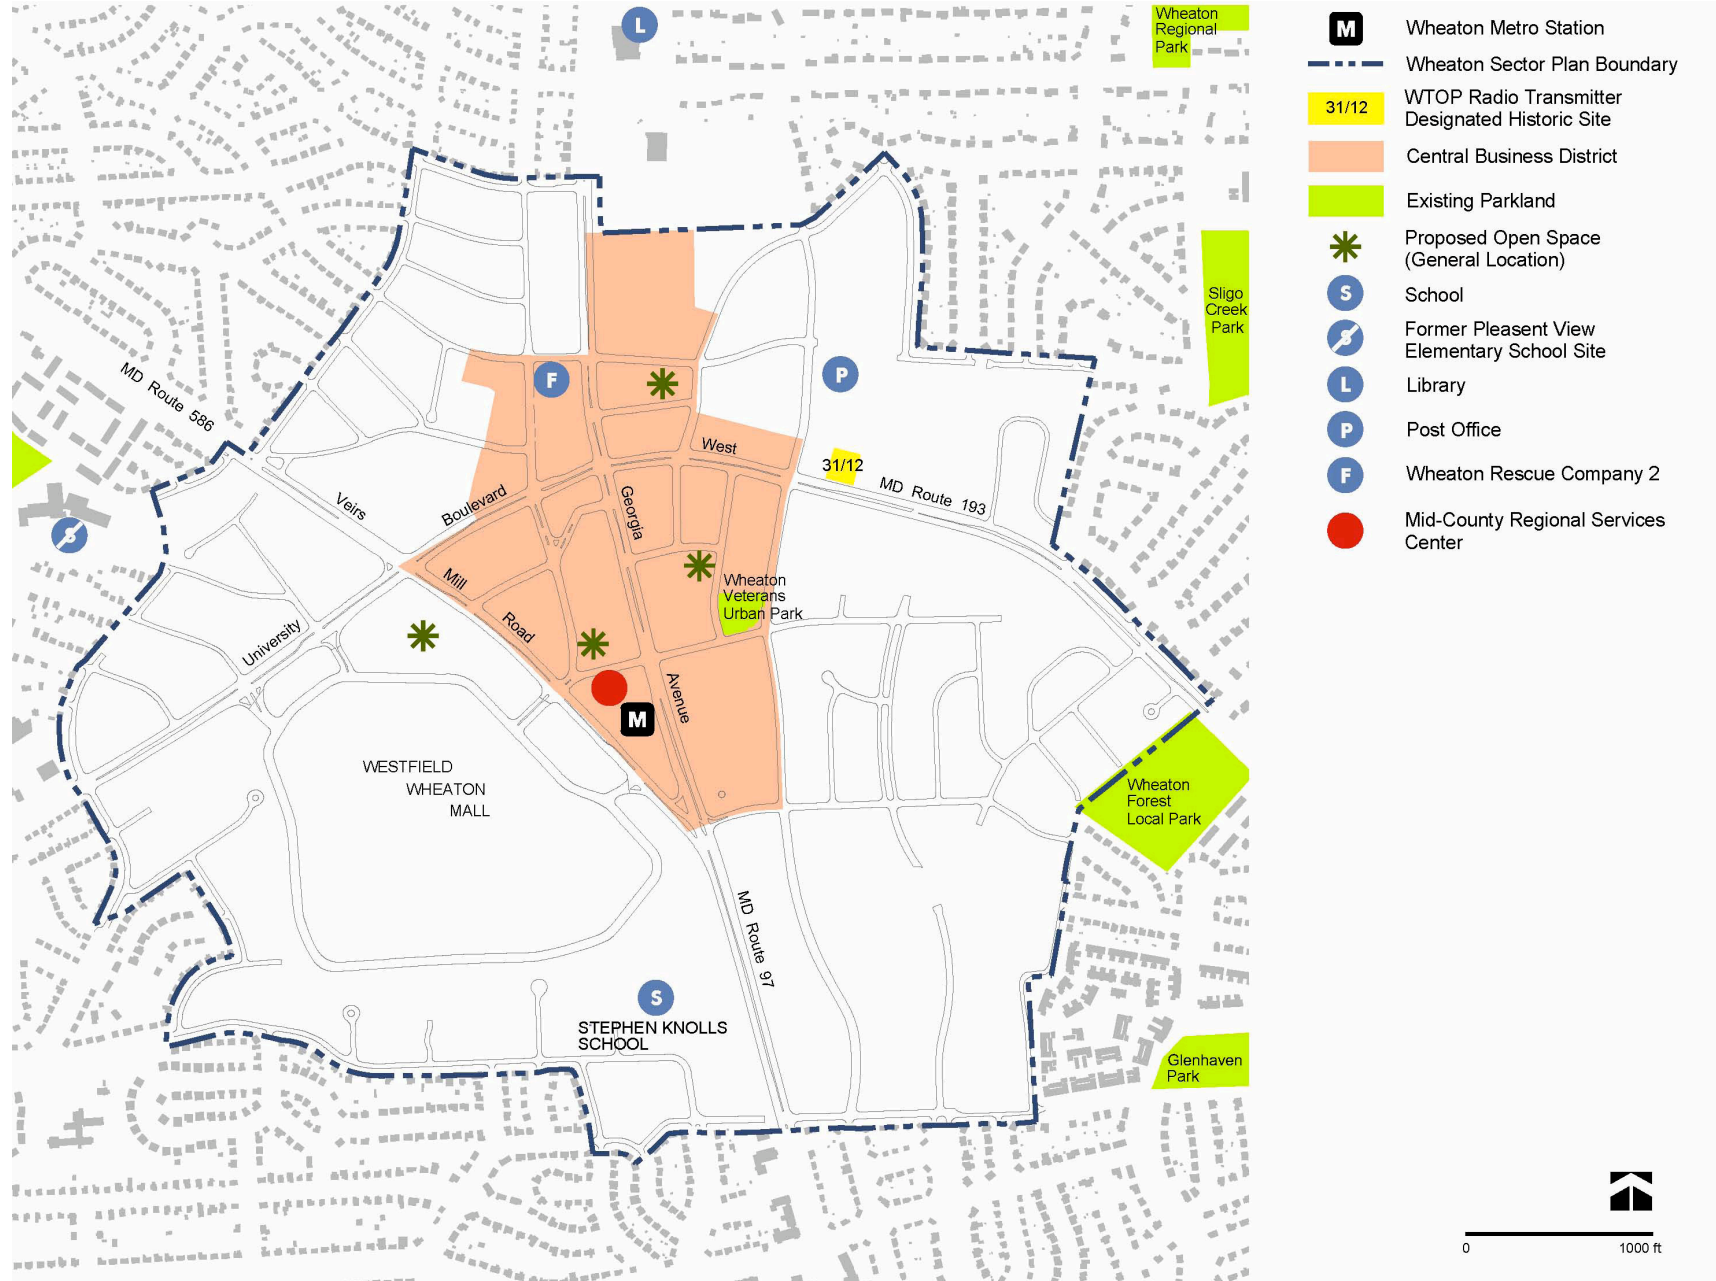 L
Wheaton
Regional
Park
Sligo
Creek
Park
MD Route 586
F
P
West
31/12
MD Route 193
Veirs
Boulevard
Georgia
S
Mill
Road
Wheaton
Veterans
Urban Park
University
Avenue
M
WESTFIELD
WHEATON
MALL
Wheaton
Forest
Local Park
MD Route 97
S
STEPHEN KNOLLS
SCHOOL
Glenhaven
Park
M Wheaton Metro Station
Wheaton Sector Plan Boundary
31/12 WTOP Radio Transmitter
Designated Historic Site
Central Business District
Existing Parkland
Proposed Open Space
(General Location)
S School
S Former Pleasent View
Elementary School Site
L Library
P Post Office
F Wheaton Rescue Company 2
Mid-County Regional Services
Center
0 1000 ft